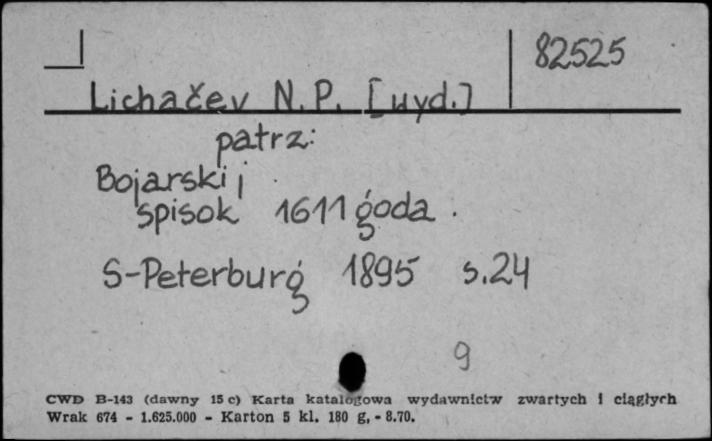 82525
Lichačev N. P. [wyd.]
patrz:
Bojarskij
spisok 1611 goda.
S-Peterburg 1895 s.24
9
CWD B-143 (dawny 15 c) Karta katalogowa wydawnictw zwartych i ciągłych
Wrak 674 - 1.625.000 - Karton 5 kl. 180 g, - 8.70.